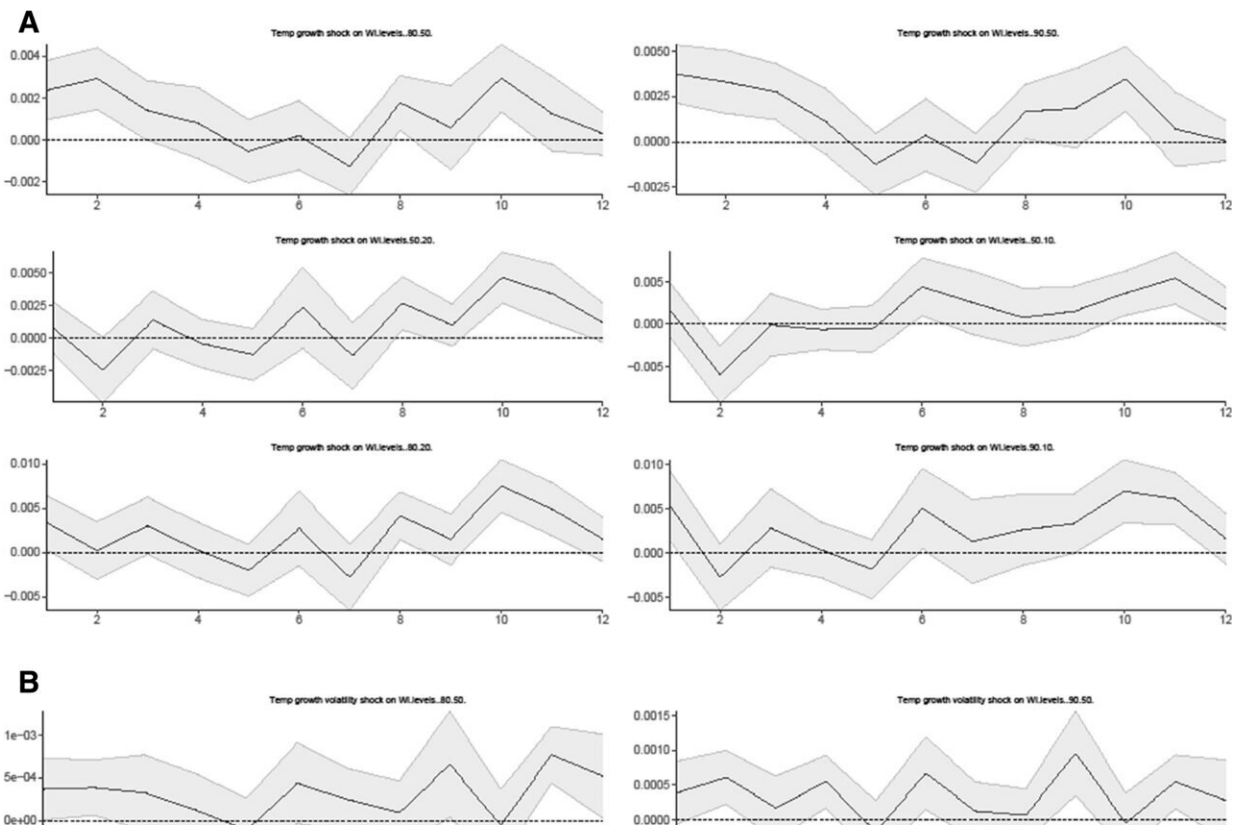 A
Temp growth shock on WI.levels..80.50.
0.004
0.002
0.000
−0.002
2 4 6 8 10 12
Temp growth shock on WI.levels..90.50.
0.0050
0.0025
0.0000
−0.0025
2 4 6 8 10 12
Temp growth shock on WI.levels.50.20.
0.0050
0.0025
0.0000
−0.0025
2 4 6 8 10 12
Temp growth shock on WI.levels..50.10.
0.005
0.000
−0.005
2 4 6 8 10 12
Temp growth shock on WI.levels..80.20.
0.010
0.005
0.000
−0.005
2 4 6 8 10 12
Temp growth shock on WI.levels.90.10.
0.010
0.005
0.000
−0.005
2 4 6 8 10 12
B
Temp growth volatility shock on WI.levels..80.50.
1e−03
5e−04
0e+00
Temp growth volatility shock on WI.levels..90.50.
0.0015
0.0010
0.0005
0.0000